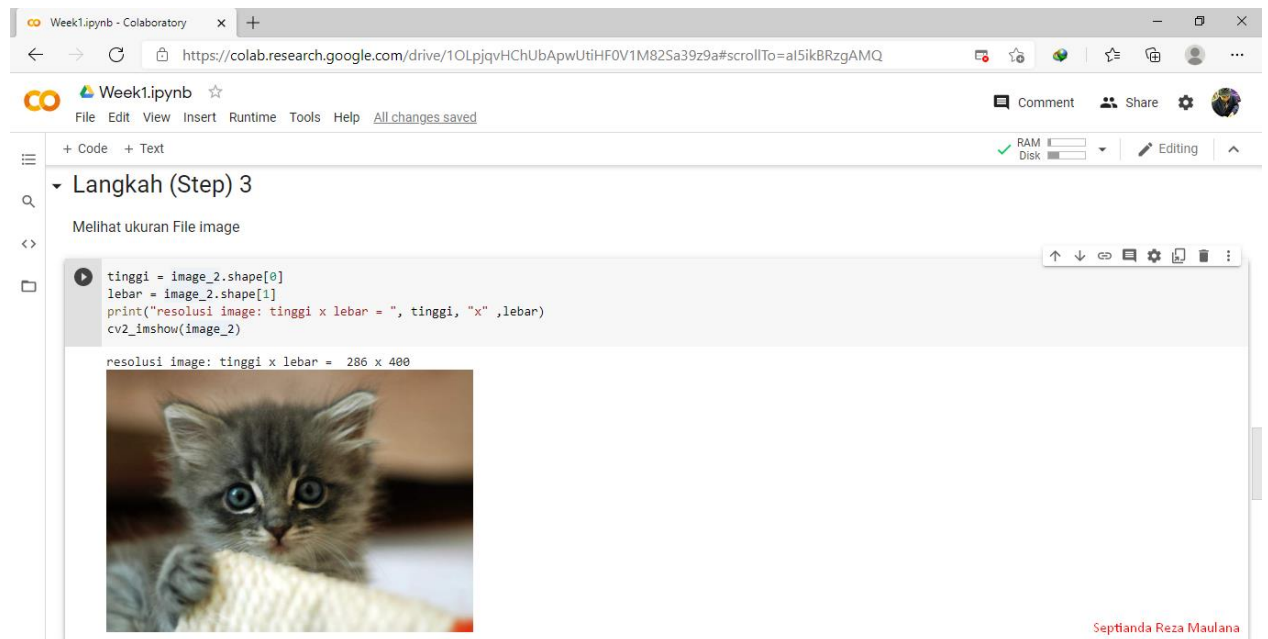 Week1.ipynb - Colaboratory
https://colab.research.google.com/drive/1OLpjqvHChUbApwUtiHF0V1M82Sa39z9a#scrollTo=aI5ikBRzgAMQ
Week1.ipynb
Comment
Share
File Edit View Insert Runtime Tools Help All changes saved
+ Code + Text
RAM
Disk
Editing
Langkah (Step) 3
Melihat ukuran File image
tinggi = image_2.shape[0]
lebar = image_2.shape[1]
print("resolusi image: tinggi x lebar = ", tinggi, "x" ,lebar)
cv2_imshow(image_2)
resolusi image: tinggi x lebar =  286 x 400
Septianda Reza Maulana